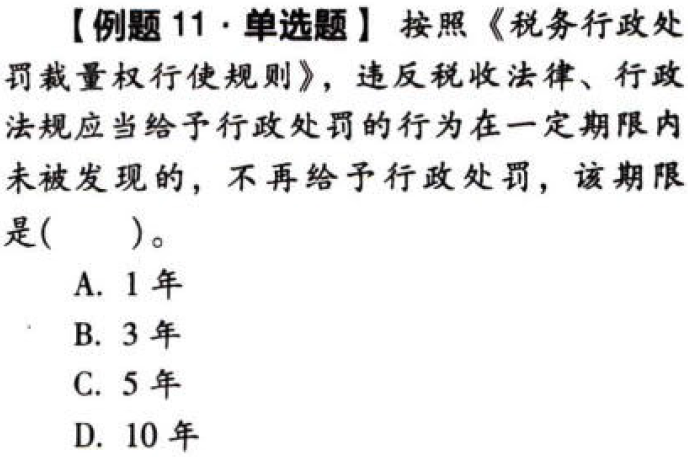 【例题 11·单选题】 按照《税务行政处
罚裁量权行使规则》，违反税收法律、行政
法规应当给予行政处罚的行为在一定期限内
未被发现的，不再给予行政处罚，该期限
是(　　)。
A. 1 年
B. 3 年
C. 5 年
D. 10 年